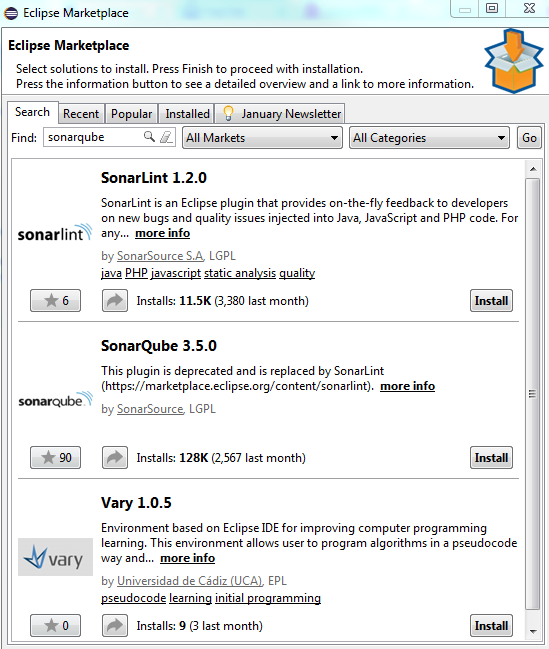 Eclipse Marketplace
Eclipse Marketplace
Select solutions to install. Press Finish to proceed with installation.
Press the information button to see a detailed overview and a link to more information.
Search Recent Popular Installed January Newsletter
Find: sonarqube All Markets All Categories Go
SonarLint 1.2.0
SonarLint is an Eclipse plugin that provides on-the-fly feedback to developers
on new bugs and quality issues injected into Java, JavaScript and PHP code. For
any... more info
sonarlint
by SonarSource S.A, LGPL
java PHP javascript static analysis quality
6 Installs: 11.5K (3,380 last month) Install
SonarQube 3.5.0
This plugin is deprecated and is replaced by SonarLint
(https://marketplace.eclipse.org/content/sonarlint). more info
sonarqube
by SonarSource, LGPL
90 Installs: 128K (2,567 last month) Install
Vary 1.0.5
Environment based on Eclipse IDE for improving computer programming
learning. This environment allows user to program algorithms in a pseudocode
way and... more info
vary
by Universidad de Cádiz (UCA), EPL
pseudocode learning initial programming
0 Installs: 9 (3 last month) Install